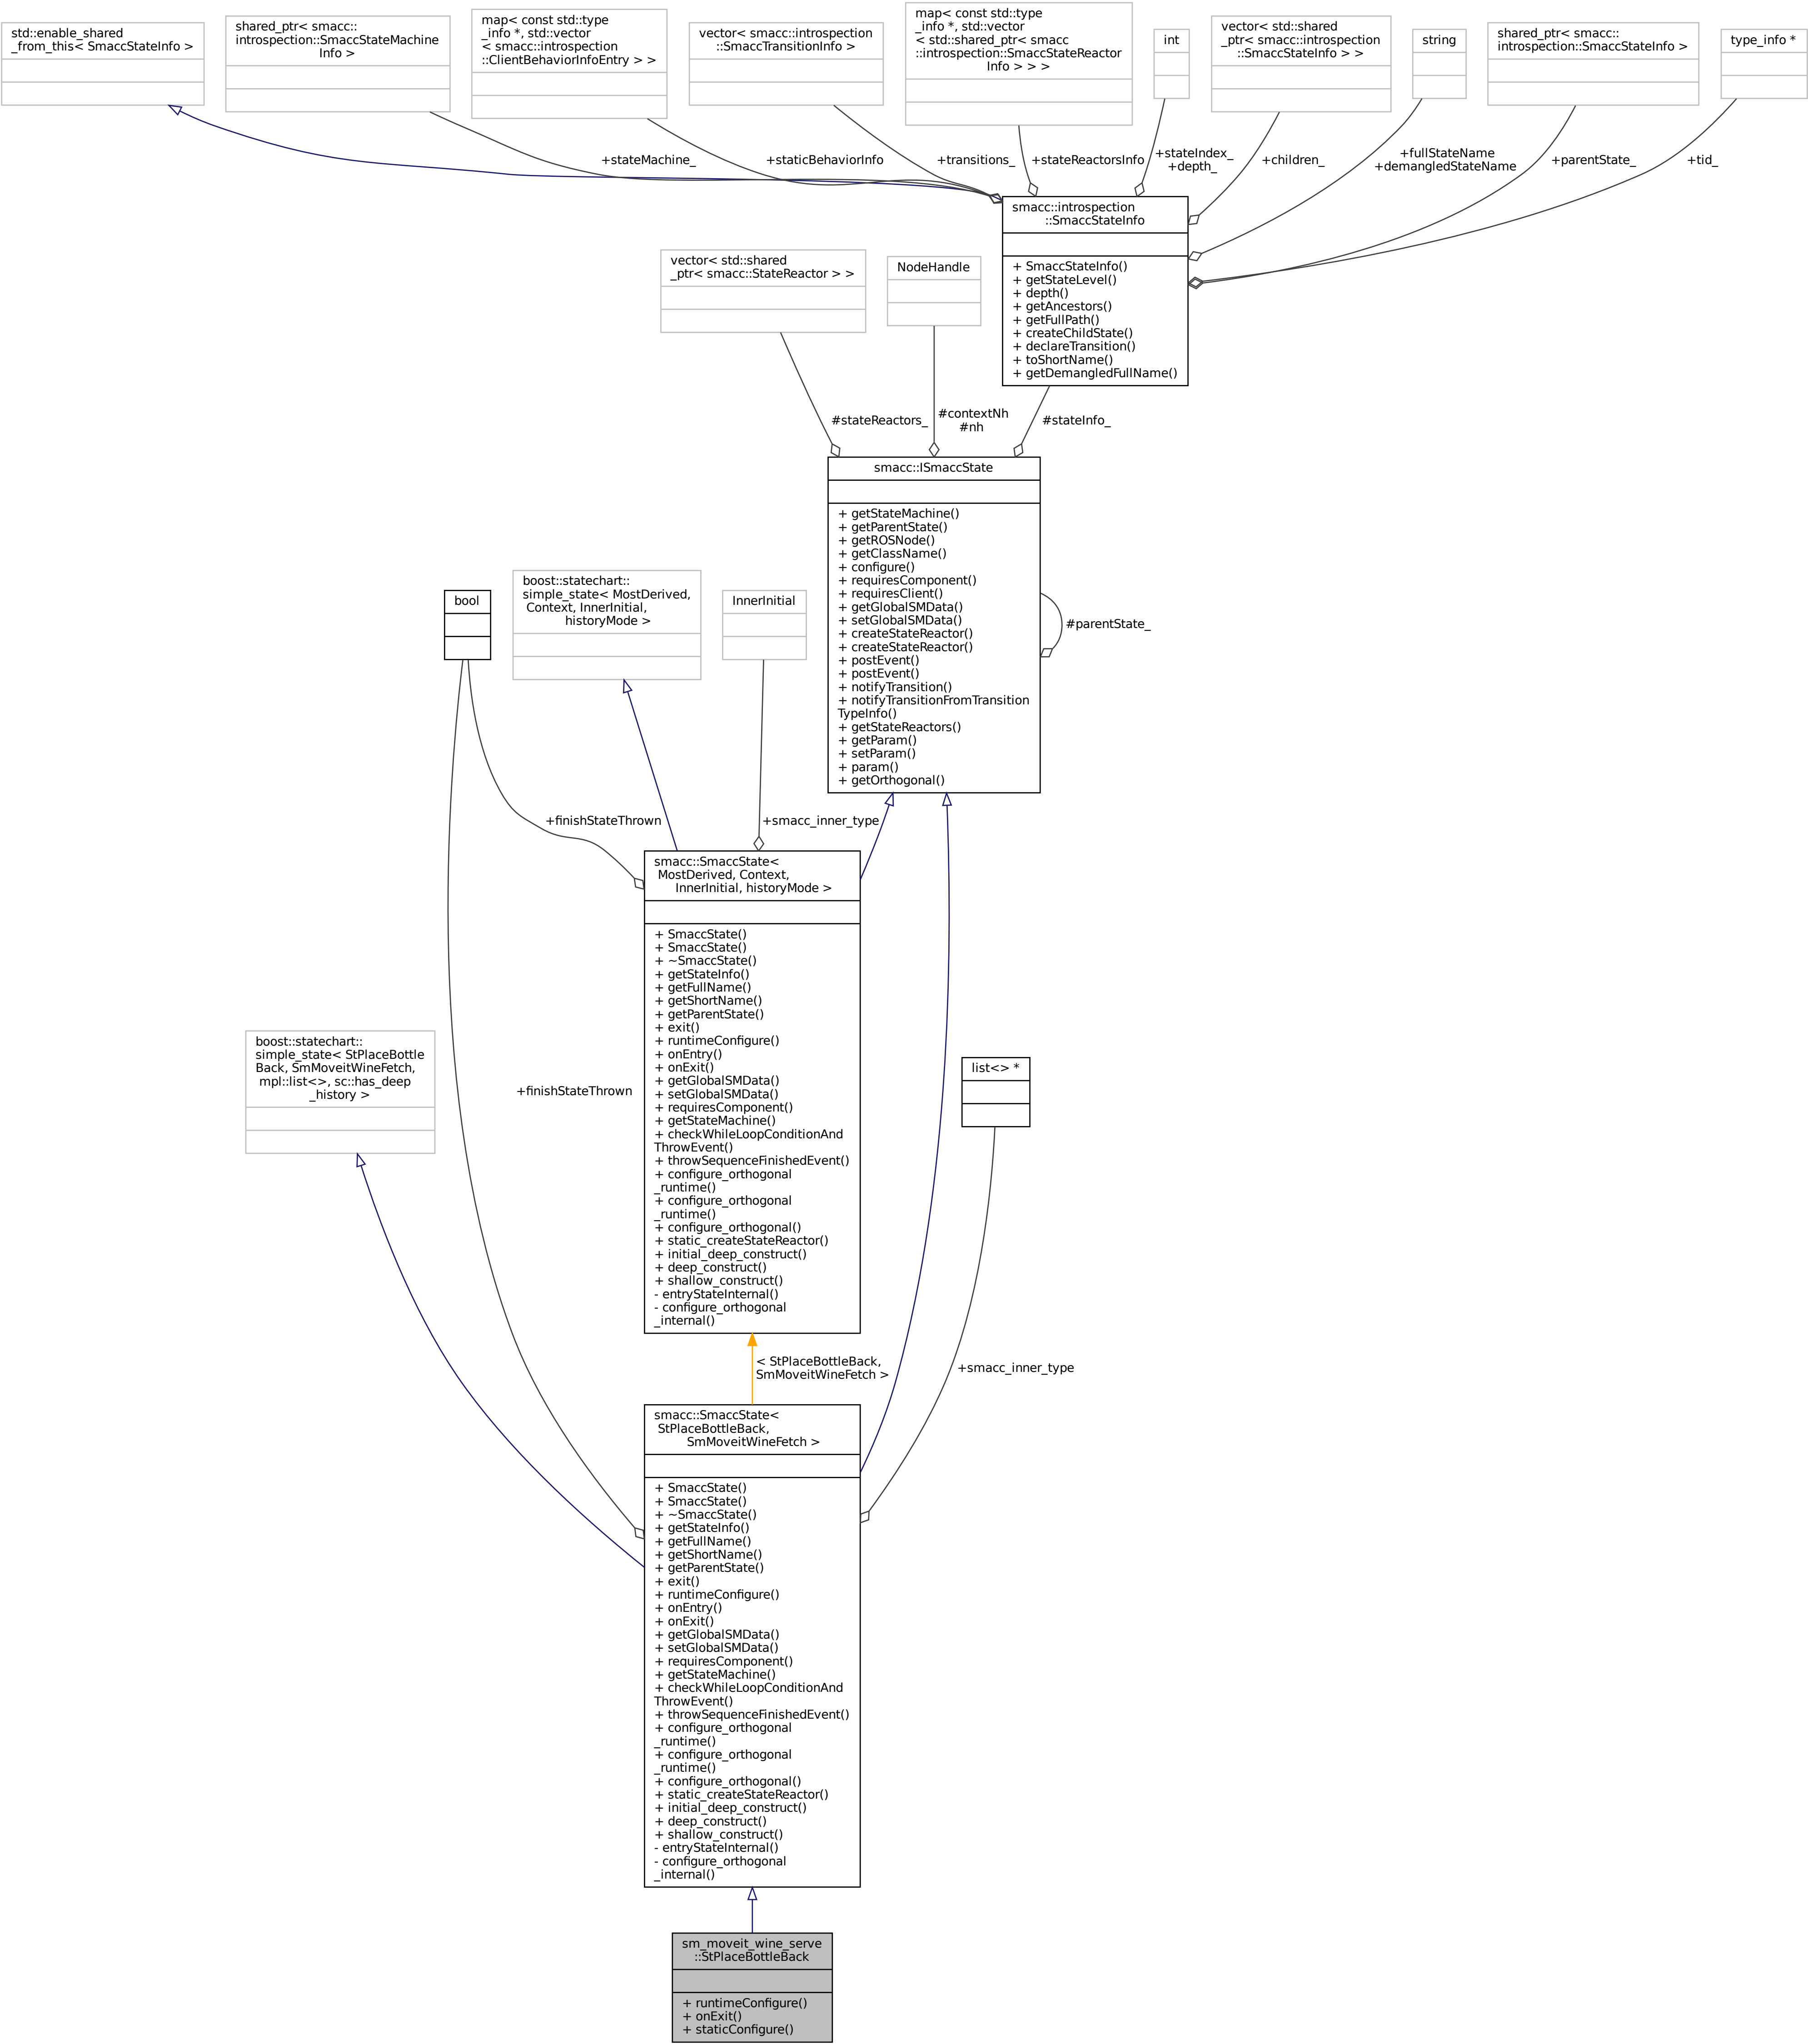 std::enable_shared
_from_this< SmaccStateInfo >
shared_ptr< smacc::
introspection::SmaccStateMachine
Info >
map< const std::type
_info *, std::vector
< smacc::introspection
::ClientBehaviorInfoEntry > >
vector< smacc::introspection
::SmaccTransitionInfo >
map< const std::type
_info *, std::vector
< std::shared_ptr< smacc
::introspection::SmaccStateReactor
Info > > >
int
vector< std::shared
_ptr< smacc::introspection
::SmaccStateInfo > >
string
shared_ptr< smacc::
introspection::SmaccStateInfo >
type_info *
+stateMachine_
+staticBehaviorInfo
+transitions_
+stateReactorsInfo
+stateIndex_
+depth_
+children_
+fullStateName
+demangledStateName
+parentState_
+tid_
smacc::introspection
::SmaccStateInfo
+ SmaccStateInfo()
+ getStateLevel()
+ depth()
+ getAncestors()
+ getFullPath()
+ createChildState()
+ declareTransition()
+ toShortName()
+ getDemangledFullName()
vector< std::shared
_ptr< smacc::StateReactor > >
NodeHandle
#stateReactors_
#contextNh
#nh
#stateInfo_
smacc::ISmaccState
+ getStateMachine()
+ getParentState()
+ getROSNode()
+ getClassName()
+ configure()
+ requiresComponent()
+ requiresClient()
+ getGlobalSMData()
+ setGlobalSMData()
+ createStateReactor()
+ createStateReactor()
+ postEvent()
+ postEvent()
+ notifyTransition()
+ notifyTransitionFromTransition
TypeInfo()
+ getStateReactors()
+ getParam()
+ setParam()
+ param()
+ getOrthogonal()
#parentState_
bool
boost::statechart::
simple_state< MostDerived,
Context, InnerInitial,
historyMode >
InnerInitial
+finishStateThrown
+smacc_inner_type
smacc::SmaccState<
MostDerived, Context,
InnerInitial, historyMode >
+ SmaccState()
+ SmaccState()
+ ~SmaccState()
+ getStateInfo()
+ getFullName()
+ getShortName()
+ getParentState()
+ exit()
+ runtimeConfigure()
+ onEntry()
+ onExit()
+ getGlobalSMData()
+ setGlobalSMData()
+ requiresComponent()
+ getStateMachine()
+ checkWhileLoopConditionAnd
ThrowEvent()
+ throwSequenceFinishedEvent()
+ configure_orthogonal
_runtime()
+ configure_orthogonal
_runtime()
+ configure_orthogonal()
+ static_createStateReactor()
+ initial_deep_construct()
+ deep_construct()
+ shallow_construct()
- entryStateInternal()
- configure_orthogonal
_internal()
boost::statechart::
simple_state< StPlaceBottle
Back, SmMoveitWineFetch,
mpl::list<>, sc::has_deep
_history >
+finishStateThrown
list<> *
< StPlaceBottleBack,
SmMoveitWineFetch >
+smacc_inner_type
smacc::SmaccState<
StPlaceBottleBack,
SmMoveitWineFetch >
+ SmaccState()
+ SmaccState()
+ ~SmaccState()
+ getStateInfo()
+ getFullName()
+ getShortName()
+ getParentState()
+ exit()
+ runtimeConfigure()
+ onEntry()
+ onExit()
+ getGlobalSMData()
+ setGlobalSMData()
+ requiresComponent()
+ getStateMachine()
+ checkWhileLoopConditionAnd
ThrowEvent()
+ throwSequenceFinishedEvent()
+ configure_orthogonal
_runtime()
+ configure_orthogonal
_runtime()
+ configure_orthogonal()
+ static_createStateReactor()
+ initial_deep_construct()
+ deep_construct()
+ shallow_construct()
- entryStateInternal()
- configure_orthogonal
_internal()
sm_moveit_wine_serve
::StPlaceBottleBack
+ runtimeConfigure()
+ onExit()
+ staticConfigure()